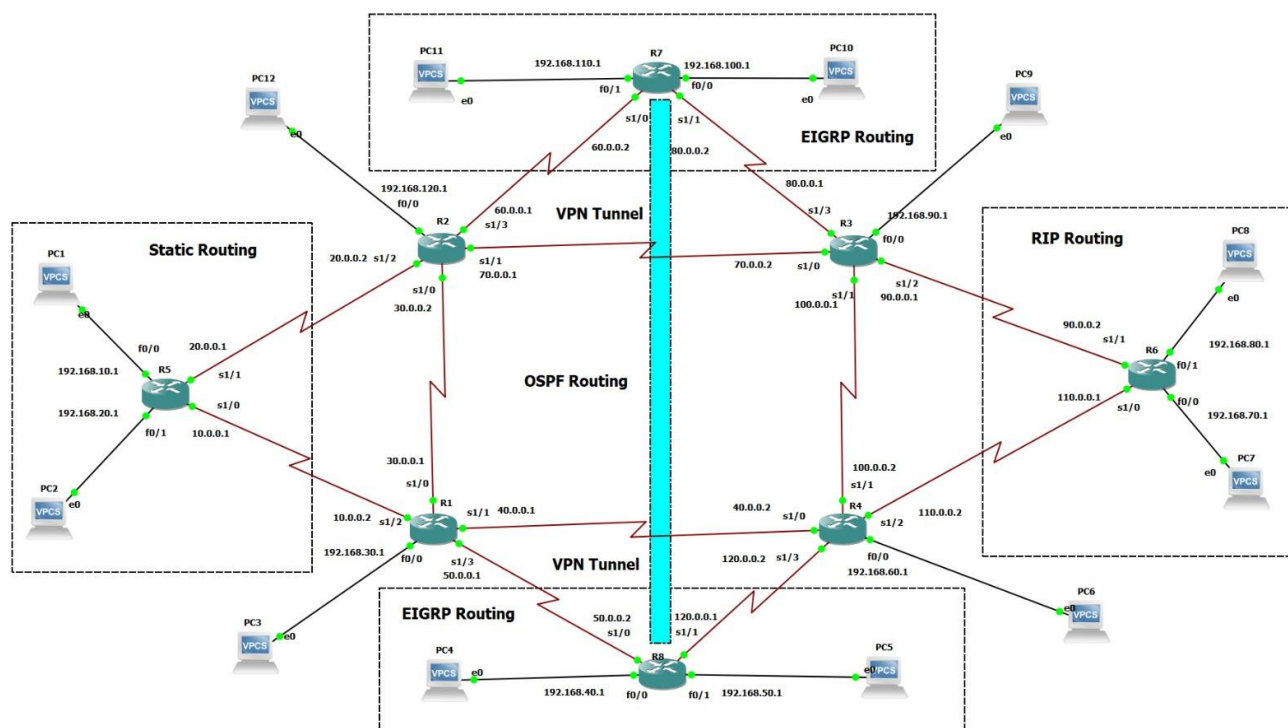 R7
PC11
192.168.110.1
192.168.100.1
PC10
VPCS
VPCS
f0/1
f0/0
e0
e0
PC12
VPCS
e0
PC9
VPCS
e0
s1/0
s1/1
EIGRP Routing
60.0.0.2
80.0.0.2
192.168.120.1
f0/0
80.0.0.1
60.0.0.1
s1/3
VPN Tunnel
s1/3
192.168.90.1
R2
R3
f0/0
Static Routing
RIP Routing
PC1
VPCS
e0
20.0.0.2
s1/2
s1/1
70.0.0.1
s1/0
30.0.0.2
70.0.0.2
s1/0
s1/1
100.0.0.1
s1/2
90.0.0.1
PC8
VPCS
e0
20.0.0.1
f0/0
R5
s1/1
192.168.10.1
192.168.20.1
s1/0
f0/1
10.0.0.1
OSPF Routing
90.0.0.2
s1/1
192.168.80.1
R6
f0/1
110.0.0.1
s1/0
f0/0
192.168.70.1
PC2
VPCS
e0
PC7
VPCS
e0
30.0.0.1
s1/0
R1
s1/1
40.0.0.1
10.0.0.2
s1/2
192.168.30.1
f0/0
s1/3
50.0.0.1
100.0.0.2
s1/1
40.0.0.2
s1/0
R4
s1/2
110.0.0.2
VPN Tunnel
120.0.0.2
s1/3
f0/0
192.168.60.1
PC3
VPCS
e0
PC6
VPCS
e0
EIGRP Routing
50.0.0.2
s1/0
120.0.0.1
s1/1
PC4
VPCS
e0
R8
PC5
VPCS
e0
192.168.40.1
f0/0
f0/1
192.168.50.1